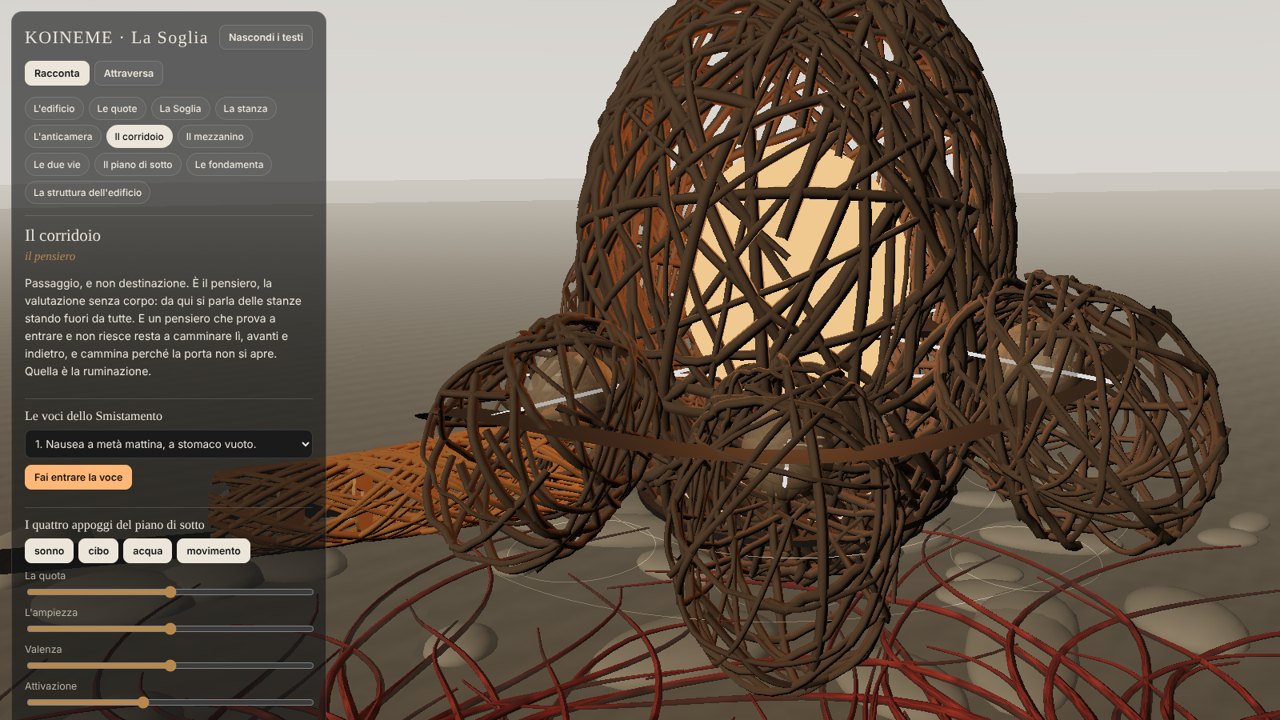 KOINEME · La Soglia
Nascondi i testi
Racconta
Attraversa
L'edificio
Le quote
La Soglia
La stanza
L'anticamera
Il corridoio
Il mezzanino
Le due vie
Il piano di sotto
Le fondamenta
La struttura dell'edificio
Il corridoio
il pensiero
Passaggio, e non destinazione. È il pensiero, la
valutazione senza corpo: da qui si parla delle stanze
stando fuori da tutte. E un pensiero che prova a
entrare e non riesce resta a camminare lì, avanti e
indietro, e cammina perché la porta non si apre.
Quella è la ruminazione.
Le voci dello Smistamento
1. Nausea a metà mattina, a stomaco vuoto.
Fai entrare la voce
I quattro appoggi del piano di sotto
sonno
cibo
acqua
movimento
La quota
L'ampiezza
Valenza
Attivazione